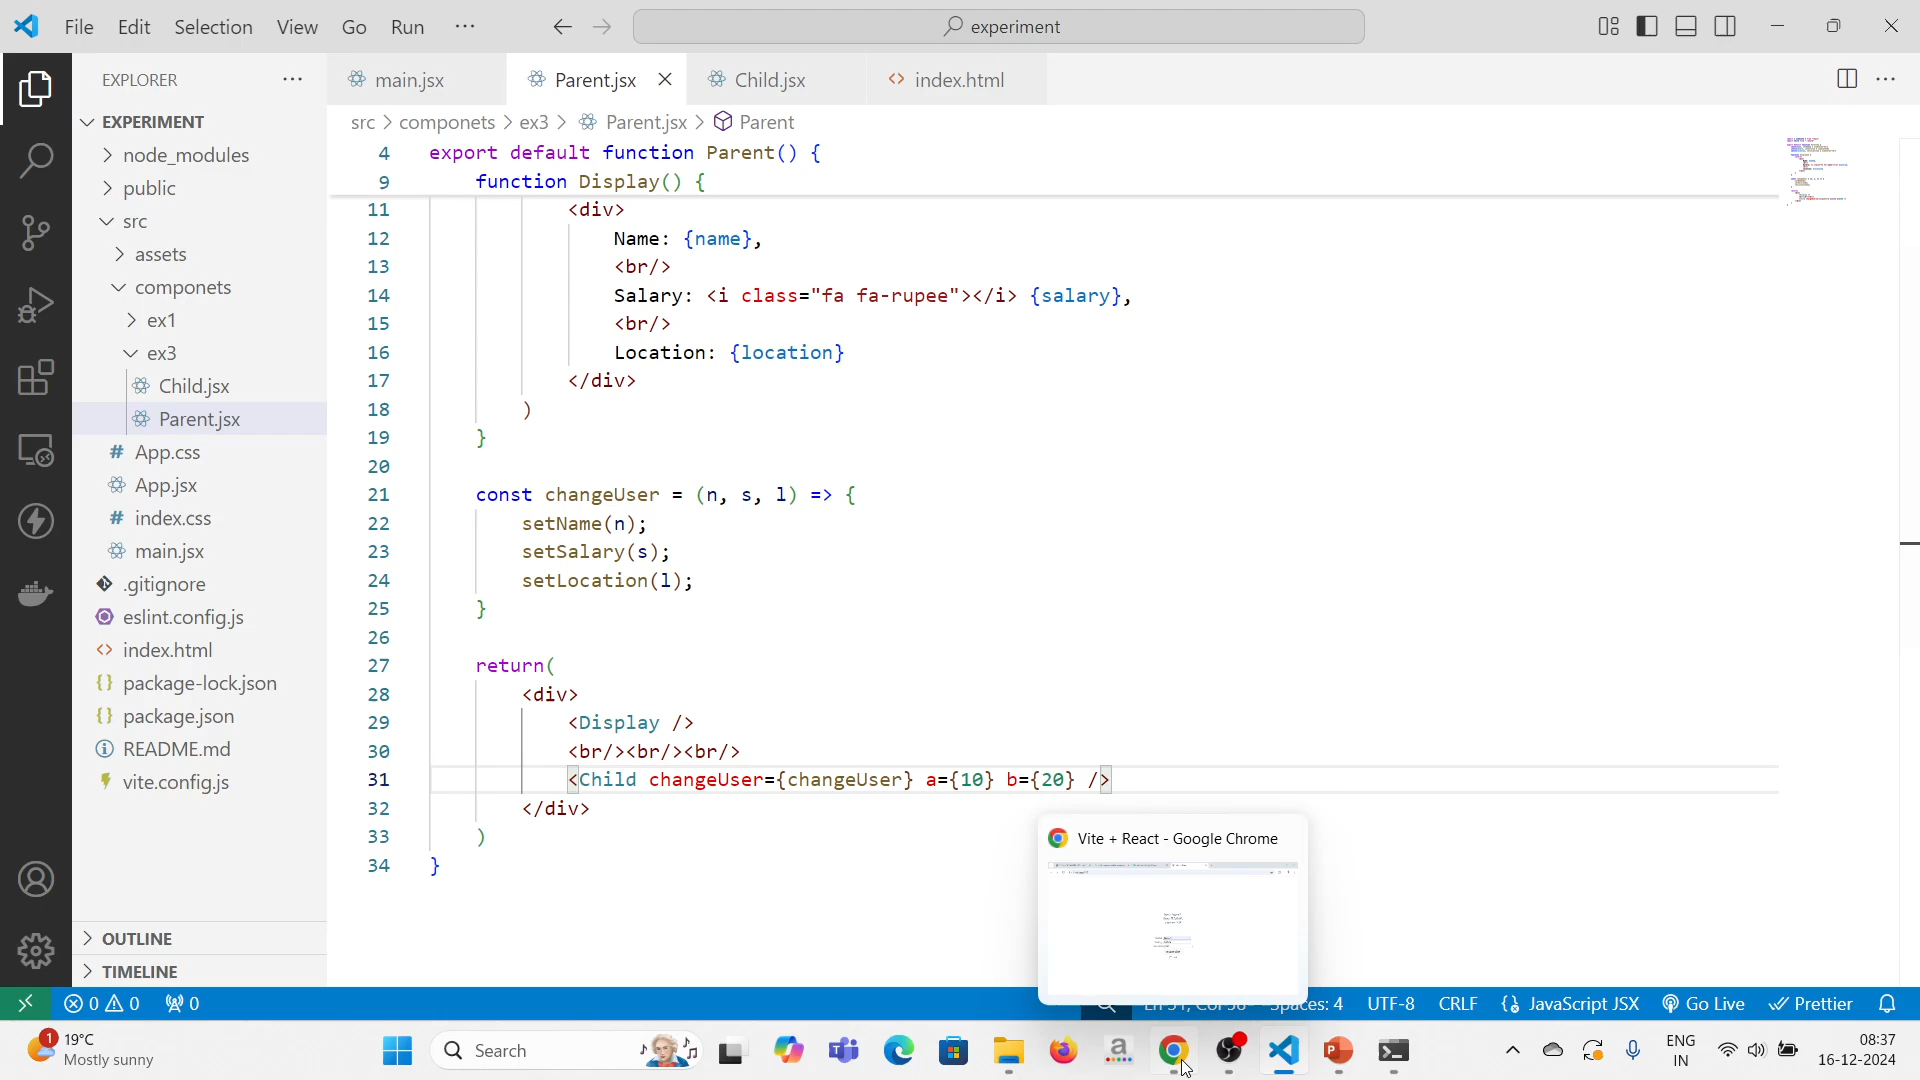 File Edit Selection View Go Run ···
experiment
EXPLORER
main.jsx
Parent.jsx
Child.jsx
index.html
src > componets > ex3 > Parent.jsx > Parent
EXPERIMENT
node_modules
public
src
assets
componets
ex1
ex3
Child.jsx
Parent.jsx
App.css
App.jsx
index.css
main.jsx
.gitignore
eslint.config.js
index.html
package-lock.json
package.json
README.md
vite.config.js
OUTLINE
TIMELINE
4 export default function Parent() {
9 function Display() {
11 <div>
12 Name: {name},
13 <br/>
14 Salary: <i class="fa fa-rupee"></i> {salary},
15 <br/>
16 Location: {location}
17 </div>
18 )
19 }
20
21 const changeUser = (n, s, l) => {
22 setName(n);
23 setSalary(s);
24 setLocation(l);
25 }
26
27 return(
28 <div>
29 <Display />
30 <br/><br/><br/>
31 <Child changeUser={changeUser} a={10} b={20} />
32 </div>
33 )
34 }
Vite + React - Google Chrome
0 0 0
Spaces: 4 UTF-8 CRLF {} JavaScript JSX Go Live Prettier
1
19°C
Mostly sunny
Search
ENG
IN
08:37
16-12-2024